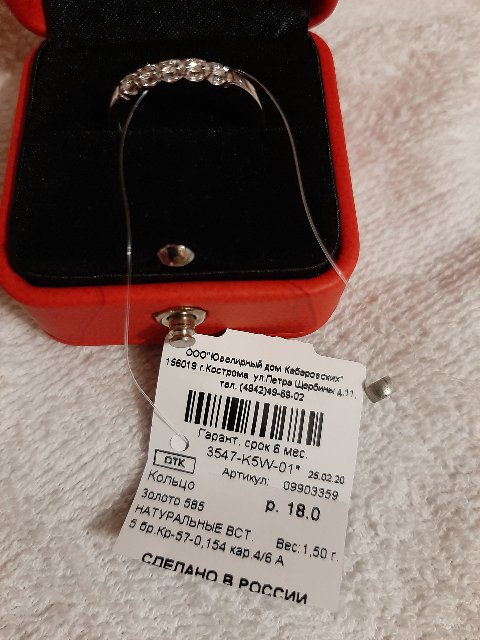 ООО"Ювелирный дом Кабаровских"
156019 г.Кострома ул.Петра Щербины д.11,
тел. (4942)49-68-02
Гарант. срок 6 мес.
3547-K5W-01* 25.02.20
ОТК
Артикул: 09903359
Кольцо
р. 18.0
Золото 585
НАТУРАЛЬНЫЕ ВСТ.
Вес:1,50 г.
5 бр.Кр-57-0,154 кар.4/6 А
СДЕЛАНО В РОССИИ